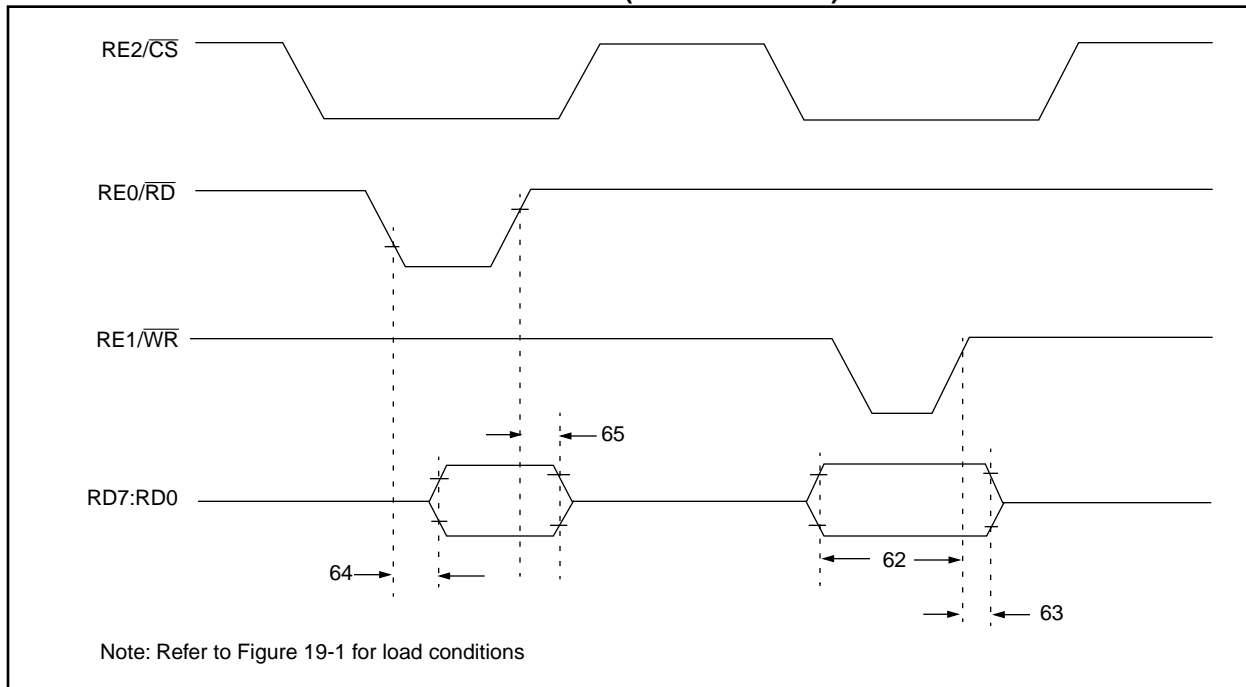 RE2/CS
RE0/RD
RE1/WR
65
RD7:RD0
64
62
63
Note: Refer to Figure 19-1 for load conditions